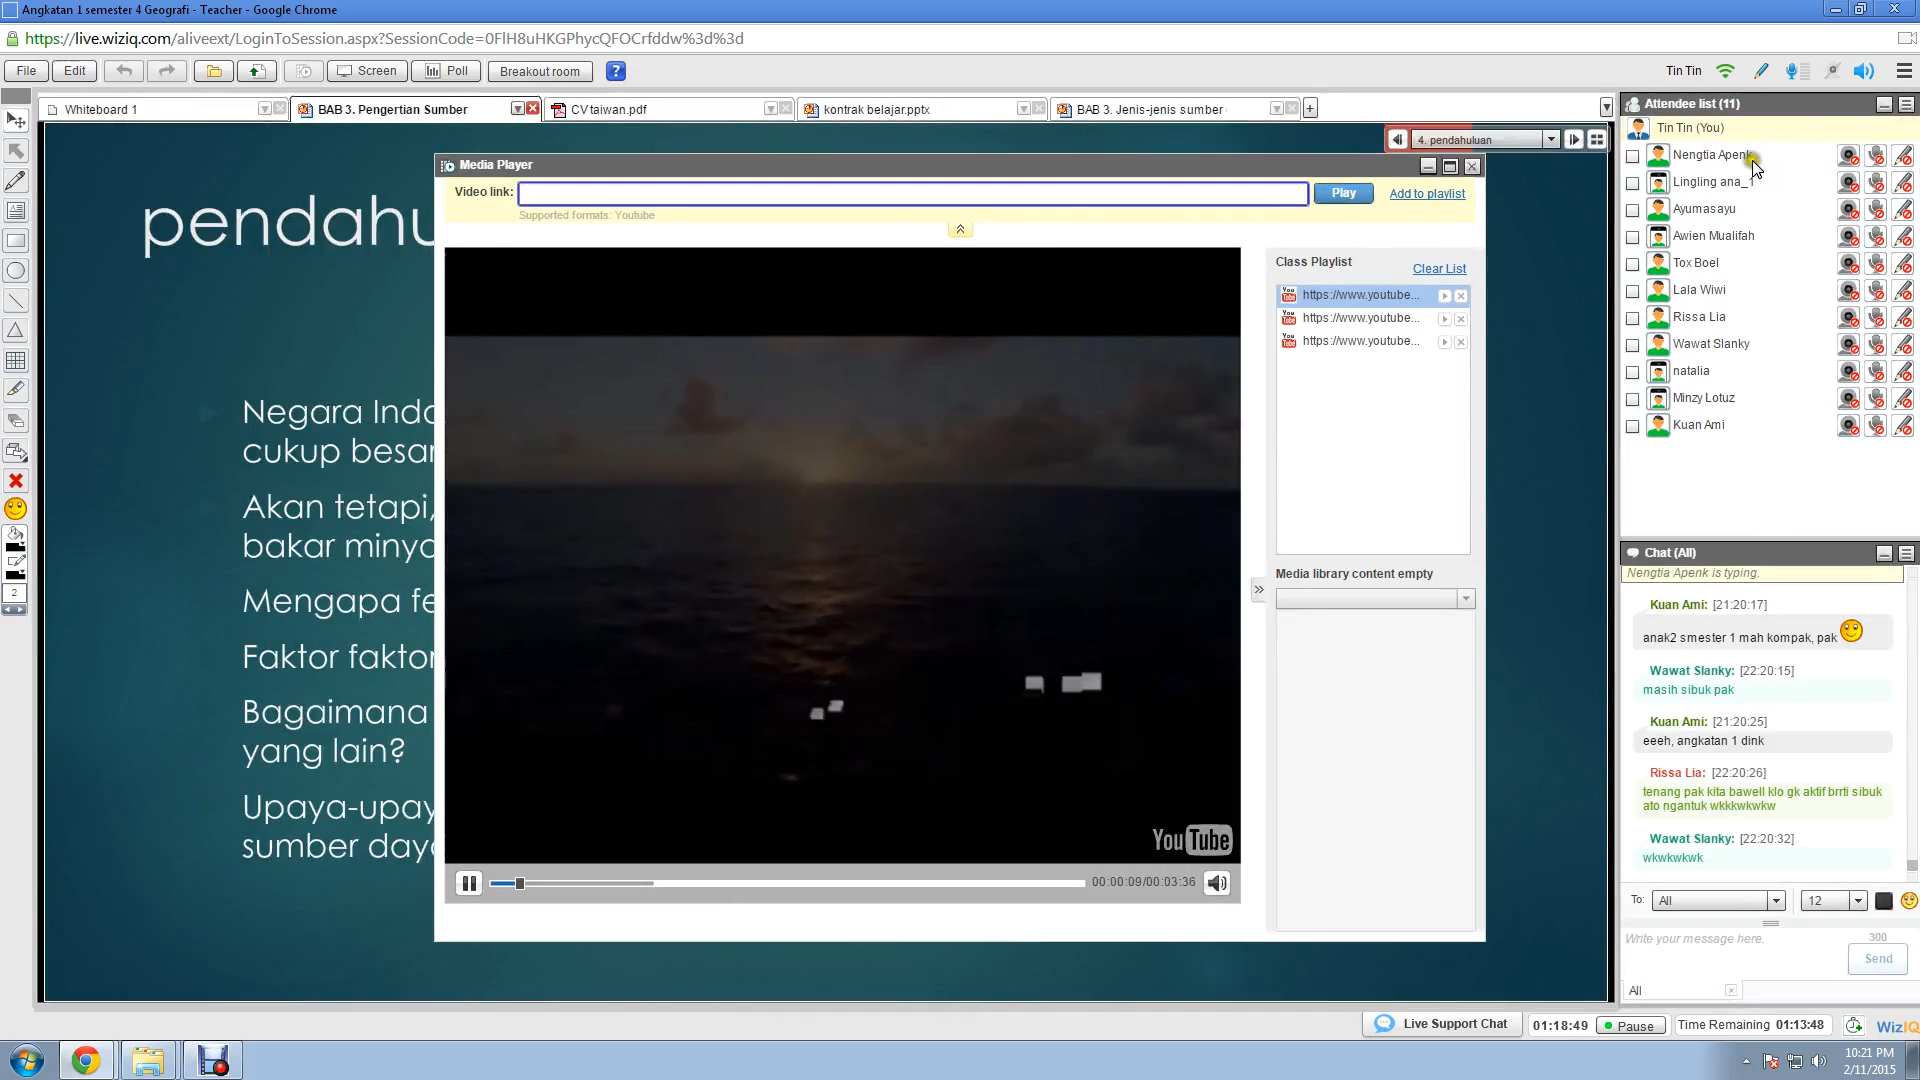 Angkatan 1 semester 4 Geografi - Teacher - Google Chrome
https://live.wiziq.com/aliveext/LoginToSession.aspx?SessionCode=0FlH8uHKGPhycQFOCrfddw%3d%3d
File Edit Screen Poll Breakout room ? Tin Tin
Whiteboard 1 BAB 3. Pengertian Sumber CV taiwan.pdf kontrak belajar.pptx BAB 3. Jenis-jenis sumber +
4. pendahuluan
pendahu
Negara Indo
cukup besar
Akan tetapi,
bakar minya
Mengapa fe
Faktor faktor
Bagaimana
yang lain?
Upaya-upay
sumber daya
2
Media Player
Video link: Play Add to playlist
Supported formats: Youtube
Class Playlist
Clear List
https://www.youtube...
https://www.youtube...
https://www.youtube...
Media library content empty
YouTube
00:00:09/00:03:36
Attendee list (11)
Tin Tin (You)
Nengtia Apenk
Lingling ana_1
Ayumasayu
Awien Mualifah
Tox Boel
Lala Wiwi
Rissa Lia
Wawat Slanky
natalia
Minzy Lotuz
Kuan Ami
Chat (All)
Nengtia Apenk is typing.
Kuan Ami: [21:20:17]
anak2 smester 1 mah kompak, pak
Wawat Slanky: [22:20:15]
masih sibuk pak
Kuan Ami: [21:20:25]
eeeh, angkatan 1 dink
Rissa Lia: [22:20:26]
tenang pak kita bawell klo gk aktif brrti sibuk
ato ngantuk wkkkwkwkw
Wawat Slanky: [22:20:32]
wkwkwkwk
To: All 12
Write your message here. 300
Send
All
Live Support Chat 01:18:49 Pause Time Remaining 01:13:48 WizIQ
10:21 PM
2/11/2015